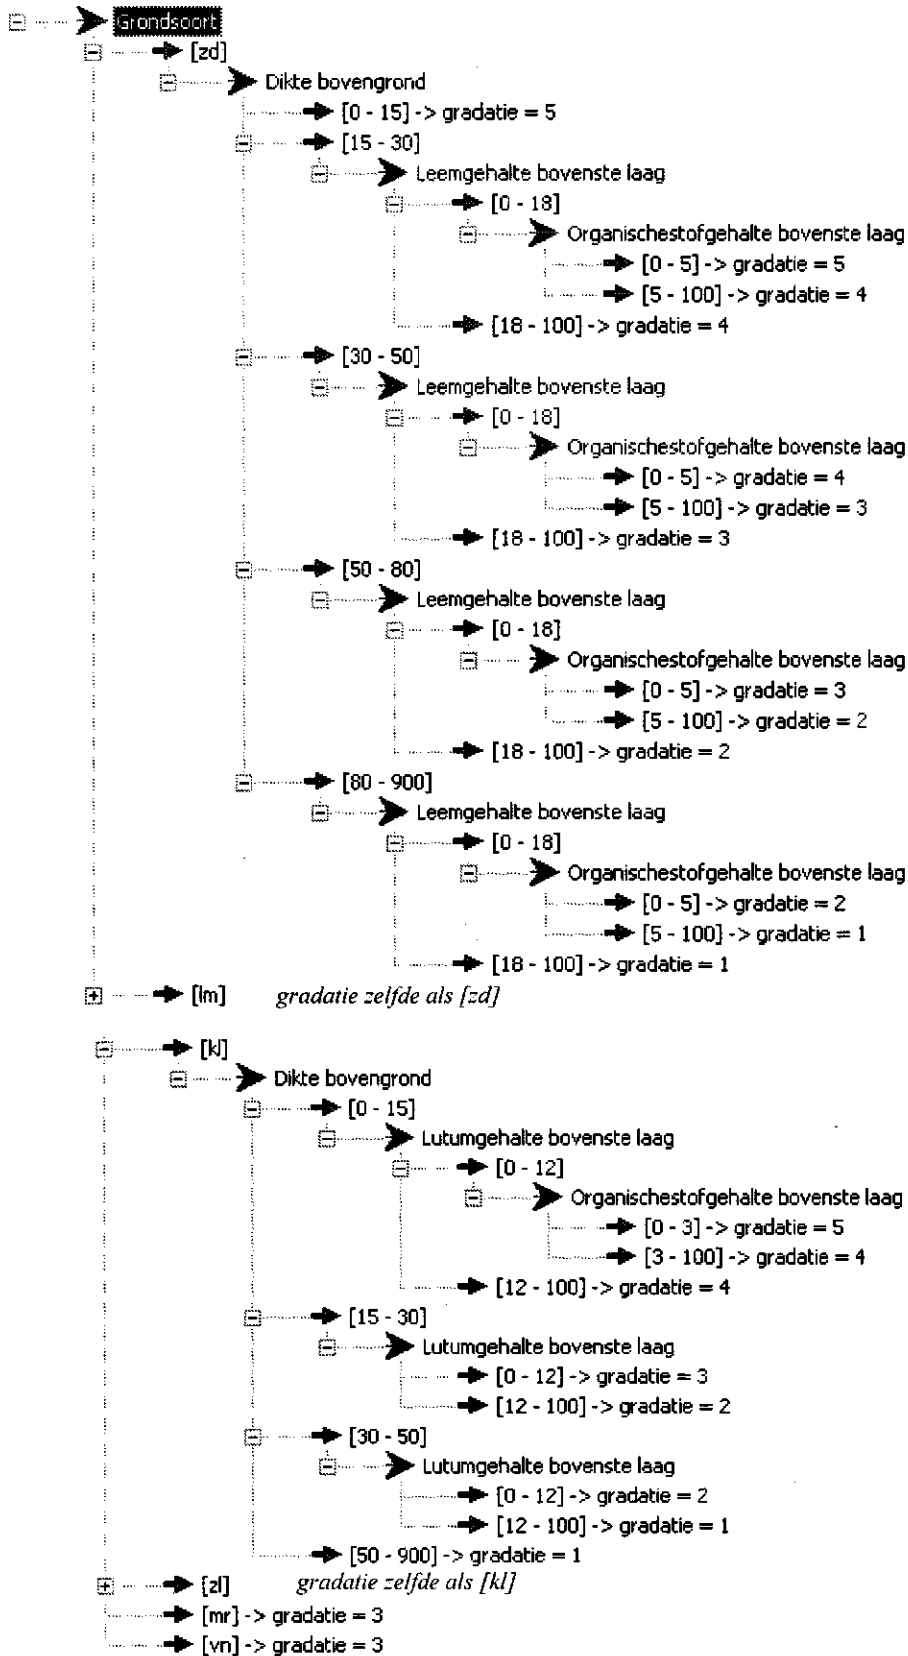 Grondsoort
[zd]
Dikte bovengrond
[0 - 15] -> gradatie = 5
[15 - 30]
Leemgehalte bovenste laag
[0 - 18]
Organischestofgehalte bovenste laag
[0 - 5] -> gradatie = 5
[5 - 100] -> gradatie = 4
[18 - 100] -> gradatie = 4
[30 - 50]
Leemgehalte bovenste laag
[0 - 18]
Organischestofgehalte bovenste laag
[0 - 5] -> gradatie = 4
[5 - 100] -> gradatie = 3
[18 - 100] -> gradatie = 3
[50 - 80]
Leemgehalte bovenste laag
[0 - 18]
Organischestofgehalte bovenste laag
[0 - 5] -> gradatie = 3
[5 - 100] -> gradatie = 2
[18 - 100] -> gradatie = 2
[80 - 900]
Leemgehalte bovenste laag
[0 - 18]
Organischestofgehalte bovenste laag
[0 - 5] -> gradatie = 2
[5 - 100] -> gradatie = 1
[18 - 100] -> gradatie = 1
[lm] gradatie zelfde als [zd]
[kl]
Dikte bovengrond
[0 - 15]
Lutumgehalte bovenste laag
[0 - 12]
Organischestofgehalte bovenste laag
[0 - 3] -> gradatie = 5
[3 - 100] -> gradatie = 4
[12 - 100] -> gradatie = 4
[15 - 30]
Lutumgehalte bovenste laag
[0 - 12] -> gradatie = 3
[12 - 100] -> gradatie = 2
[30 - 50]
Lutumgehalte bovenste laag
[0 - 12] -> gradatie = 2
[12 - 100] -> gradatie = 1
[50 - 900] -> gradatie = 1
[zl] gradatie zelfde als [kl]
[mr] -> gradatie = 3
[vn] -> gradatie = 3